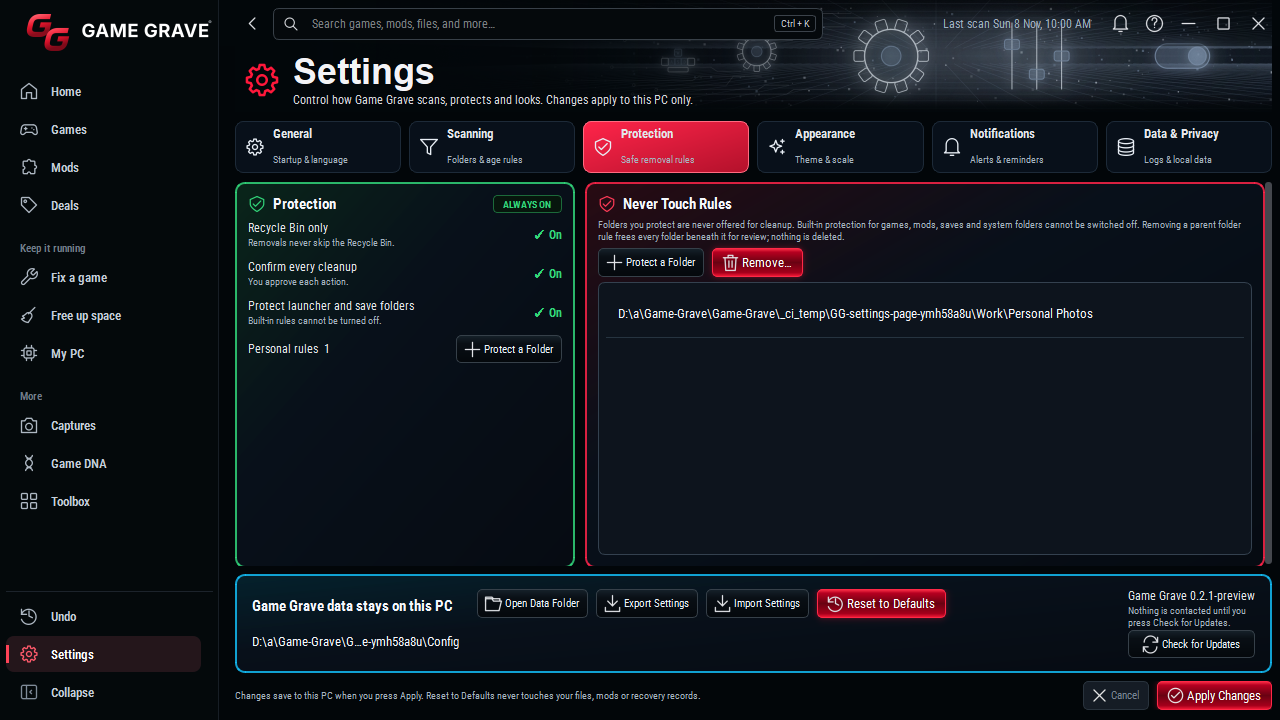 GG GAME GRAVE
Search games, mods, files, and more...
Ctrl + K
Last scan Sun 8 Nov, 10:00 AM
Settings
Control how Game Grave scans, protects and looks. Changes apply to this PC only.
Home
Games
Mods
Deals
Keep it running
Fix a game
Free up space
My PC
More
Captures
Game DNA
Toolbox
Undo
Settings
Collapse
General
Startup & language
Scanning
Folders & age rules
Protection
Safe removal rules
Appearance
Theme & scale
Notifications
Alerts & reminders
Data & Privacy
Logs & local data
Protection
ALWAYS ON
Recycle Bin only
Removals never skip the Recycle Bin.
✓ On
Confirm every cleanup
You approve each action.
✓ On
Protect launcher and save folders
Built-in rules cannot be turned off.
✓ On
Personal rules 1
Protect a Folder
Never Touch Rules
Folders you protect are never offered for cleanup. Built-in protection for games, mods, saves and system folders cannot be switched off. Removing a parent folder
rule frees every folder beneath it for review; nothing is deleted.
Protect a Folder
Remove...
D:\a\Game-Grave\Game-Grave\_ci_temp\GG-settings-page-ymh58a8u\Work\Personal Photos
Game Grave data stays on this PC
Open Data Folder
Export Settings
Import Settings
Reset to Defaults
D:\a\Game-Grave\G...e-ymh58a8u\Config
Game Grave 0.2.1-preview
Nothing is contacted until you
press Check for Updates.
Check for Updates
Changes save to this PC when you press Apply. Reset to Defaults never touches your files, mods or recovery records.
Cancel
Apply Changes